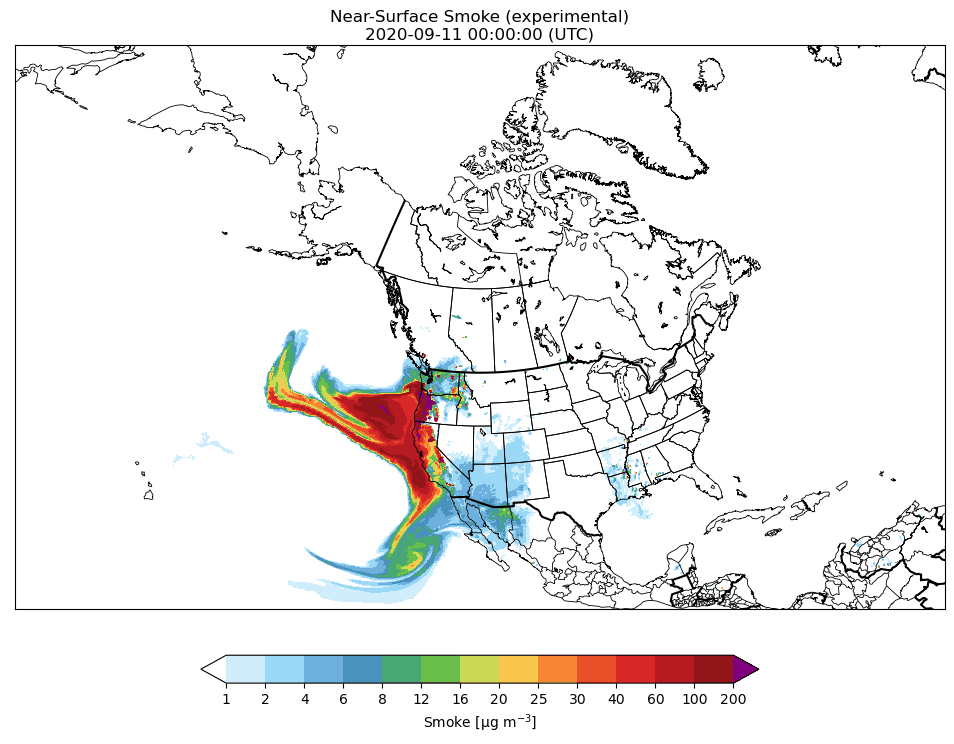 Near-Surface Smoke (experimental)
2020-09-11 00:00:00 (UTC)
1 2 4 6 8 12 16 20 25 30 40 60 100 200
Smoke [μg m⁻³]